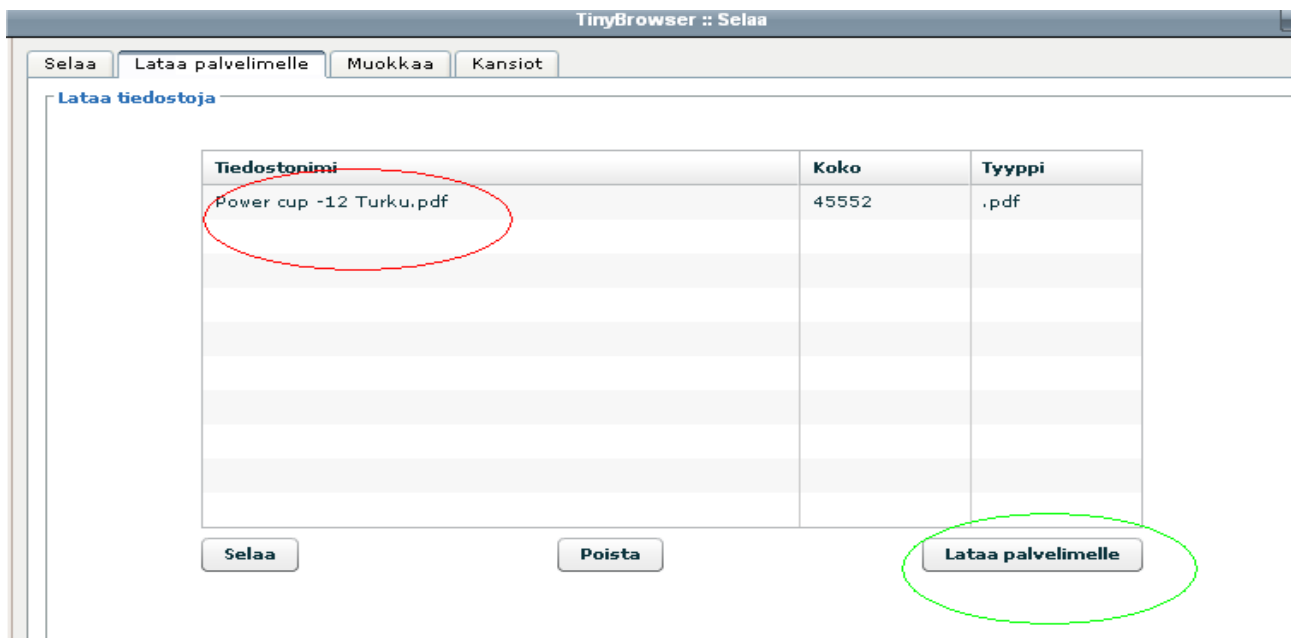 TinyBrowser :: Selaa
Selaa Lataa palvelimelle Muokkaa Kansiot
Lataa tiedostoja
Tiedostonimi Koko Tyyppi
Power cup -12 Turku.pdf 45552 .pdf
Selaa Poista Lataa palvelimelle